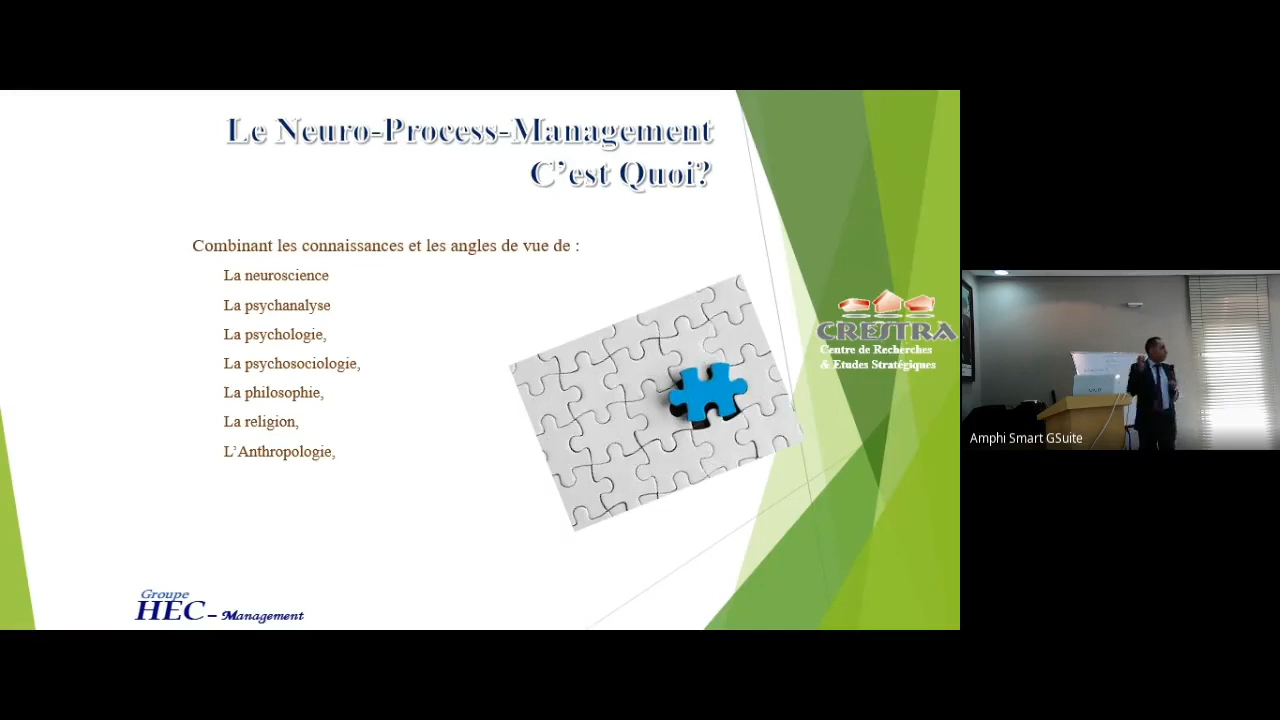 Le Neuro-Process-Management
C’est Quoi?
Combinant les connaissances et les angles de vue de :
La neuroscience
La psychanalyse
La psychologie,
La psychosociologie,
La philosophie,
La religion,
L’Anthropologie,
CRESTRA
Centre de Recherches
& Etudes Stratégiques
Groupe
HEC – Management
Amphi Smart GSuite